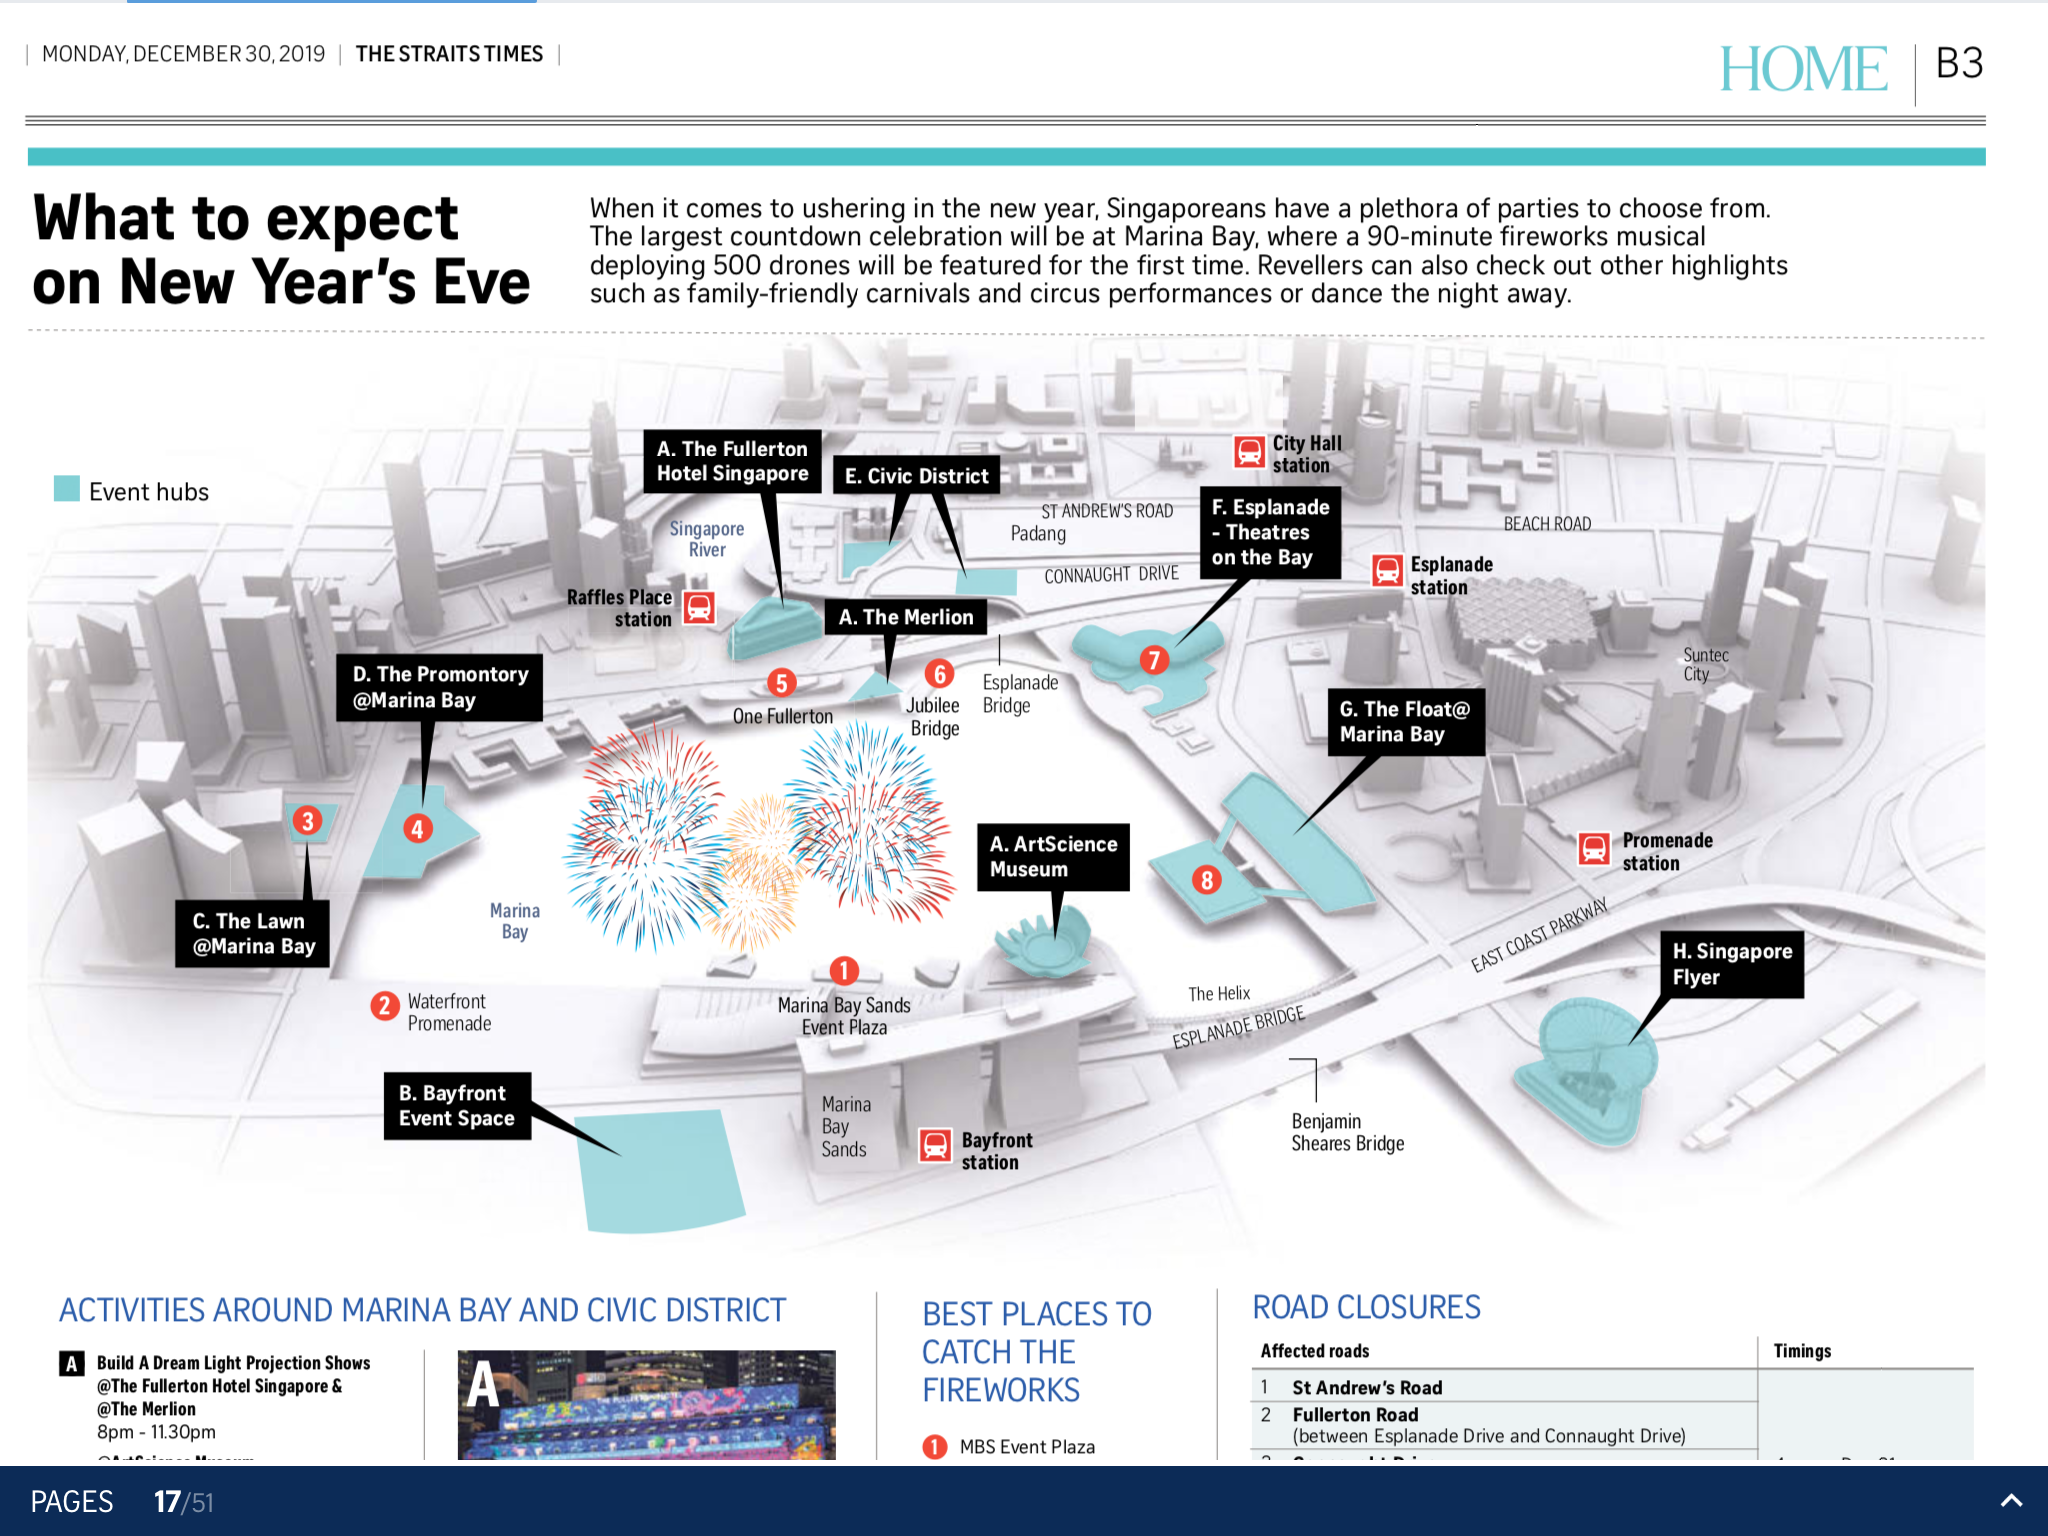 MONDAY, DECEMBER 30, 2019 | THE STRAITS TIMES |
HOME | B3
What to expect
on New Year's Eve
When it comes to ushering in the new year, Singaporeans have a plethora of parties to choose from.
The largest countdown celebration will be at Marina Bay, where a 90-minute fireworks musical
deploying 500 drones will be featured for the first time. Revellers can also check out other highlights
such as family-friendly carnivals and circus performances or dance the night away.
Event hubs
A. The Fullerton
Hotel Singapore
E. Civic District
City Hall
station
Singapore
River
ST ANDREW'S ROAD
Padang
F. Esplanade
- Theatres
on the Bay
BEACH ROAD
CONNAUGHT DRIVE
Esplanade
station
Raffles Place
station
A. The Merlion
D. The Promontory
@Marina Bay
5
One Fullerton
6
Jubilee
Bridge
Esplanade
Bridge
7
Suntec
City
G. The Float@
Marina Bay
3
4
A. ArtScience
Museum
8
Promenade
station
C. The Lawn
@Marina Bay
Marina
Bay
EAST COAST PARKWAY
H. Singapore
Flyer
2 Waterfront
Promenade
1
Marina Bay Sands
Event Plaza
The Helix
ESPLANADE BRIDGE
B. Bayfront
Event Space
Marina
Bay
Sands
Bayfront
station
Benjamin
Sheares Bridge
ACTIVITIES AROUND MARINA BAY AND CIVIC DISTRICT
A Build A Dream Light Projection Shows
@The Fullerton Hotel Singapore &
@The Merlion
8pm - 11.30pm
A
BEST PLACES TO
CATCH THE
FIREWORKS
1 MBS Event Plaza
ROAD CLOSURES
Affected roads Timings
1 St Andrew's Road
2 Fullerton Road
(between Esplanade Drive and Connaught Drive)
PAGES 17/51